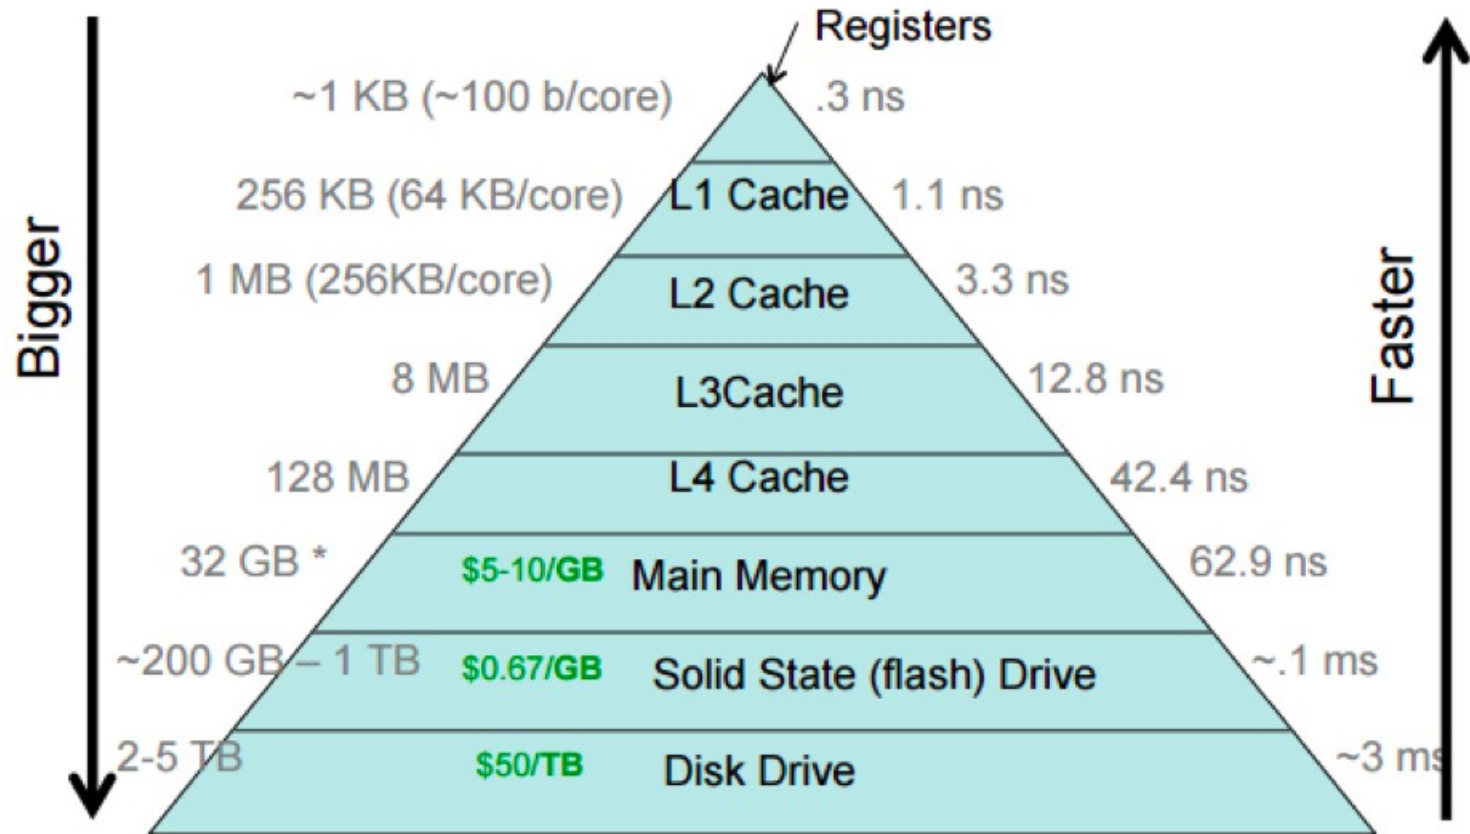 Registers
~1 KB (~100 b/core)
.3 ns
256 KB (64 KB/core)
L1 Cache
1.1 ns
1 MB (256KB/core)
L2 Cache
3.3 ns
8 MB
L3Cache
12.8 ns
128 MB
L4 Cache
42.4 ns
32 GB *
$5-10/GB
Main Memory
62.9 ns
~200 GB – 1 TB
$0.67/GB
Solid State (flash) Drive
~.1 ms
2-5 TB
$50/TB
Disk Drive
~3 ms
Bigger
Faster